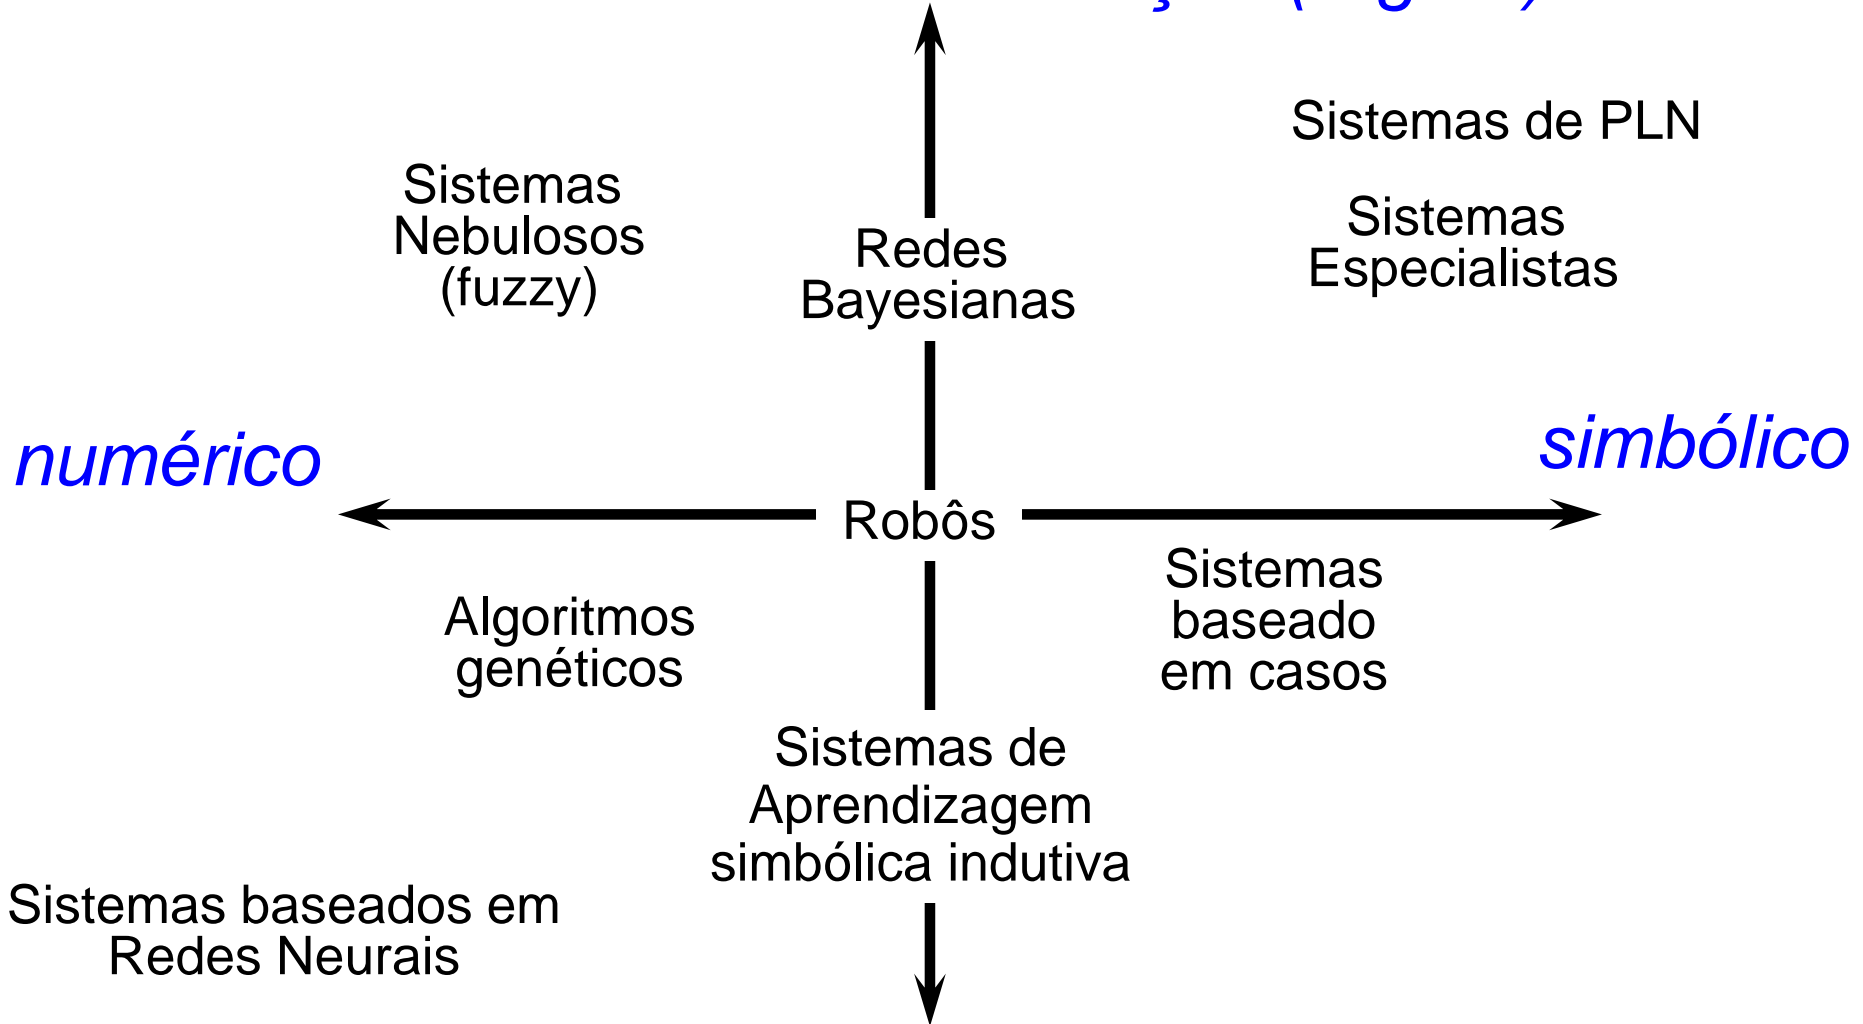 Sistemas de PLN
Sistemas
Nebulosos
(fuzzy)
Redes
Bayesianas
Sistemas
Especialistas
numérico
simbólico
Robôs
Algoritmos
genéticos
Sistemas
baseado
em casos
Sistemas de
Aprendizagem
simbólica indutiva
Sistemas baseados em
Redes Neurais